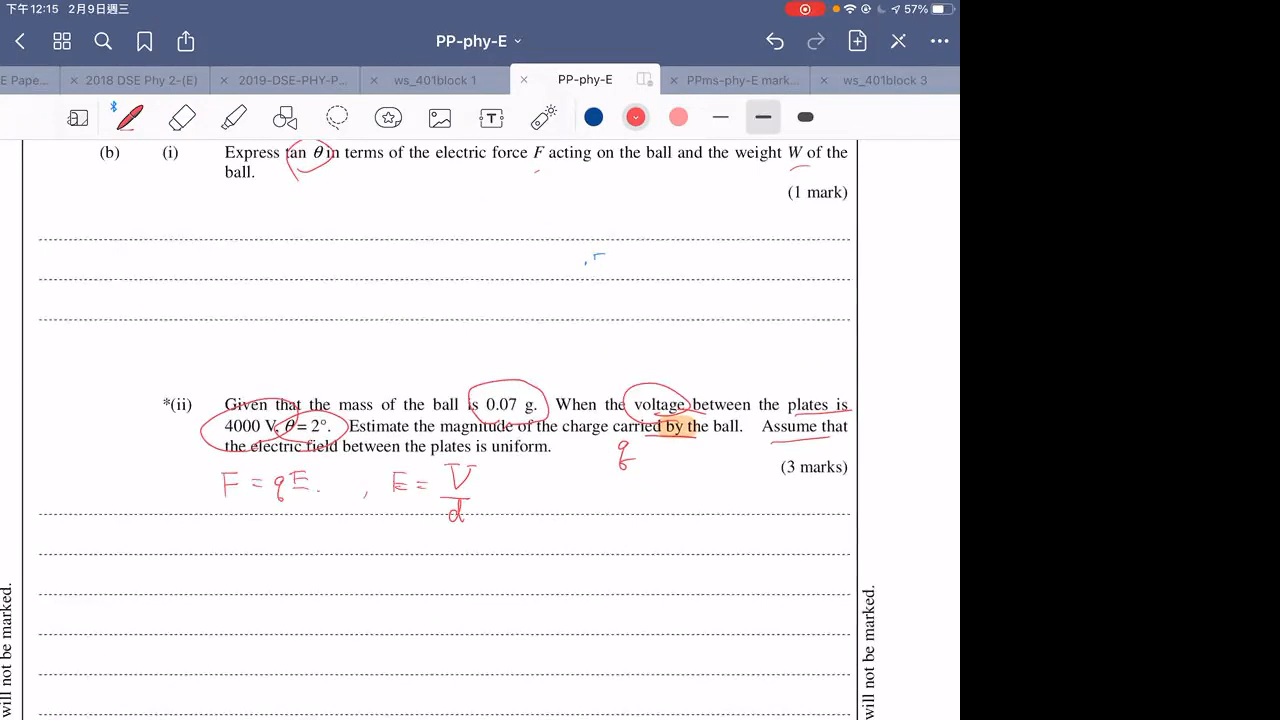 下午12:15 2月9日週三
57%
PP-phy-E
E Pape...
2018 DSE Phy 2-(E)
2019-DSE-PHY-P...
ws_401block 1
PP-phy-E
PPms-phy-E mark...
ws_401block 3
(b) (i) Express tan θ in terms of the electric force F acting on the ball and the weight W of the
ball.
(1 mark)
*(ii) Given that the mass of the ball is 0.07 g. When the voltage between the plates is
4000 V, θ = 2°. Estimate the magnitude of the charge carried by the ball. Assume that
the electric field between the plates is uniform.
q
(3 marks)
F = qE. , E = V/d
will not be marked.
will not be marked.